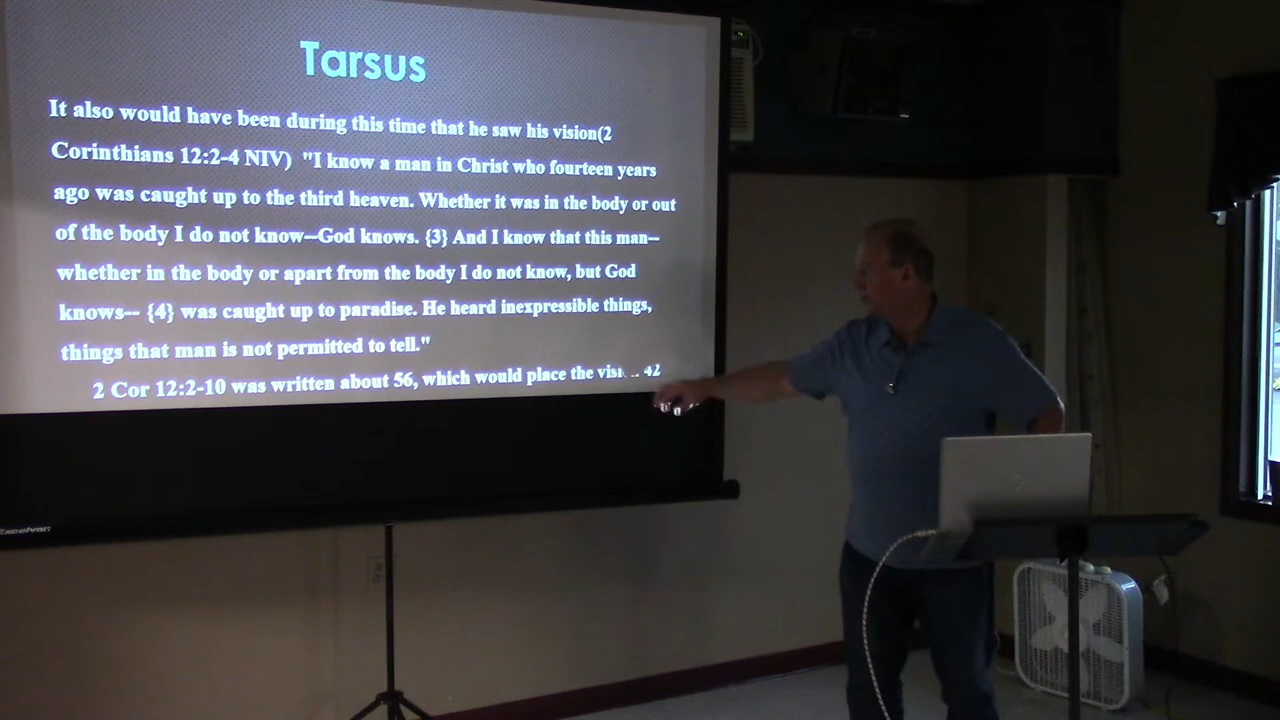 Tarsus
It also would have been during this time that he saw his vision(2
Corinthians 12:2-4 NIV) "I know a man in Christ who fourteen years
ago was caught up to the third heaven. Whether it was in the body or out
of the body I do not know--God knows. {3} And I know that this man--
whether in the body or apart from the body I do not know, but God
knows-- {4} was caught up to paradise. He heard inexpressible things,
things that man is not permitted to tell."
2 Cor 12:2-10 was written about 56, which would place the 42